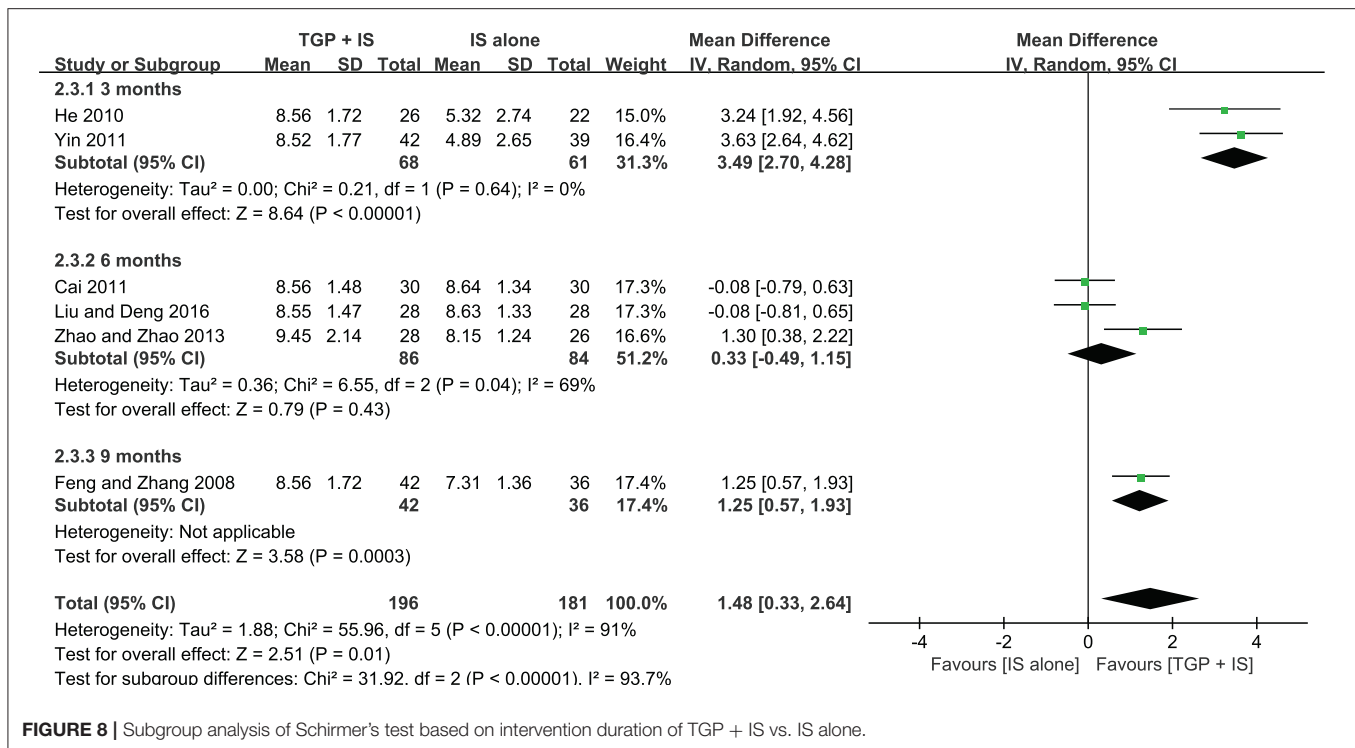 TGP + IS IS alone Mean Difference Mean Difference
Study or Subgroup Mean SD Total Mean SD Total Weight IV, Random, 95% CI IV, Random, 95% CI
2.3.1 3 months
He 2010 8.56 1.72 26 5.32 2.74 22 15.0% 3.24 [1.92, 4.56]
Yin 2011 8.52 1.77 42 4.89 2.65 39 16.4% 3.63 [2.64, 4.62]
Subtotal (95% CI) 68 61 31.3% 3.49 [2.70, 4.28]
Heterogeneity: Tau² = 0.00; Chi² = 0.21, df = 1 (P = 0.64); I² = 0%
Test for overall effect: Z = 8.64 (P < 0.00001)
2.3.2 6 months
Cai 2011 8.56 1.48 30 8.64 1.34 30 17.3% -0.08 [-0.79, 0.63]
Liu and Deng 2016 8.55 1.47 28 8.63 1.33 28 17.3% -0.08 [-0.81, 0.65]
Zhao and Zhao 2013 9.45 2.14 28 8.15 1.24 26 16.6% 1.30 [0.38, 2.22]
Subtotal (95% CI) 86 84 51.2% 0.33 [-0.49, 1.15]
Heterogeneity: Tau² = 0.36; Chi² = 6.55, df = 2 (P = 0.04); I² = 69%
Test for overall effect: Z = 0.79 (P = 0.43)
2.3.3 9 months
Feng and Zhang 2008 8.56 1.72 42 7.31 1.36 36 17.4% 1.25 [0.57, 1.93]
Subtotal (95% CI) 42 36 17.4% 1.25 [0.57, 1.93]
Heterogeneity: Not applicable
Test for overall effect: Z = 3.58 (P = 0.0003)
Total (95% CI) 196 181 100.0% 1.48 [0.33, 2.64]
Heterogeneity: Tau² = 1.88; Chi² = 55.96, df = 5 (P < 0.00001); I² = 91%
Test for overall effect: Z = 2.51 (P = 0.01)
Test for subgroup differences: Chi² = 31.92, df = 2 (P < 0.00001), I² = 93.7%
-4 -2 0 2 4
Favours [IS alone] Favours [TGP + IS]
FIGURE 8 | Subgroup analysis of Schirmer's test based on intervention duration of TGP + IS vs. IS alone.